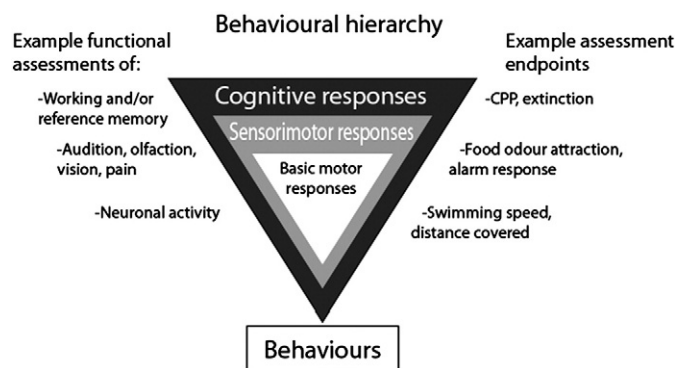 Behavioural hierarchy
Example functional
assessments of:
-Working and/or
reference memory
-Audition, olfaction,
vision, pain
-Neuronal activity
Cognitive responses
Sensorimotor responses
Basic motor
responses
Example assessment
endpoints
-CPP, extinction
-Food odour attraction,
alarm response
-Swimming speed,
distance covered
Behaviours